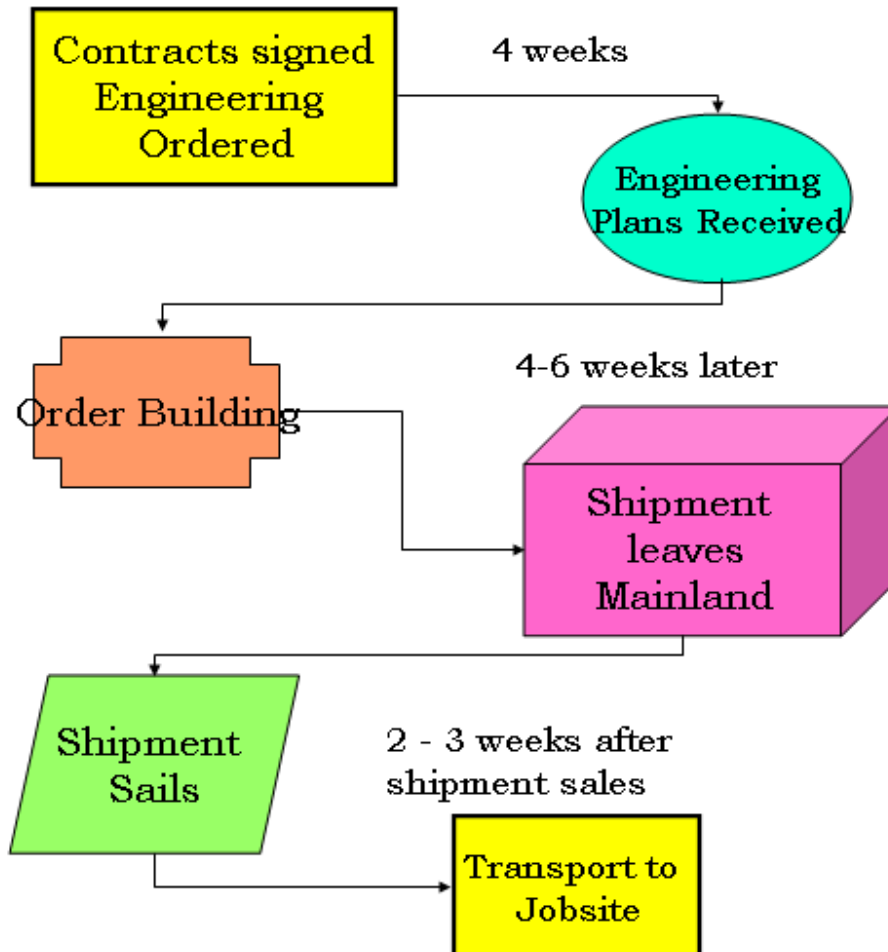 Contracts signed
Engineering
Ordered
4 weeks
Engineering
Plans Received
Order Building
4-6 weeks later
Shipment
leaves
Mainland
Shipment
Sails
2 - 3 weeks after
shipment sales
Transport to
Jobsite